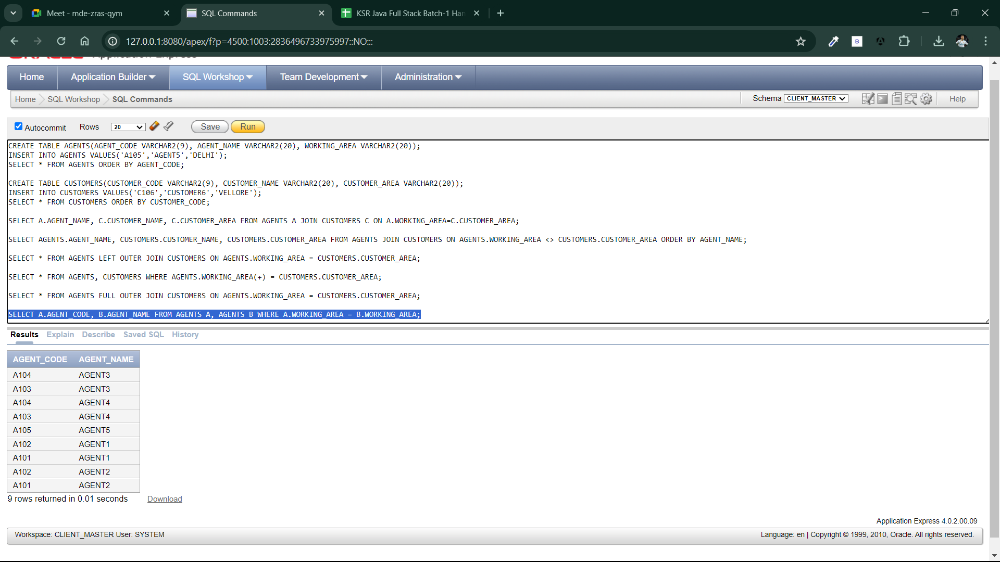 Meet - mde-zras-qym
SQL Commands
KSR Java Full Stack Batch-1 Han
127.0.0.1:8080/apex/f?p=4500:1003:2836496733975997::NO:::
Home
Application Builder
SQL Workshop
Team Development
Administration
Home
SQL Workshop
SQL Commands
Schema
CLIENT_MASTER
Help
Autocommit
Rows
20
Save
Run
CREATE TABLE AGENTS(AGENT_CODE VARCHAR2(9), AGENT_NAME VARCHAR2(20), WORKING_AREA VARCHAR2(20));
INSERT INTO AGENTS VALUES('A105','AGENT5','DELHI');
SELECT * FROM AGENTS ORDER BY AGENT_CODE;
CREATE TABLE CUSTOMERS(CUSTOMER_CODE VARCHAR2(9), CUSTOMER_NAME VARCHAR2(20), CUSTOMER_AREA VARCHAR2(20));
INSERT INTO CUSTOMERS VALUES('C106','CUSTOMER6','VELLORE');
SELECT * FROM CUSTOMERS ORDER BY CUSTOMER_CODE;
SELECT A.AGENT_NAME, C.CUSTOMER_NAME, C.CUSTOMER_AREA FROM AGENTS A JOIN CUSTOMERS C ON A.WORKING_AREA=C.CUSTOMER_AREA;
SELECT AGENTS.AGENT_NAME, CUSTOMERS.CUSTOMER_NAME, CUSTOMERS.CUSTOMER_AREA FROM AGENTS JOIN CUSTOMERS ON AGENTS.WORKING_AREA <> CUSTOMERS.CUSTOMER_AREA ORDER BY AGENT_NAME;
SELECT * FROM AGENTS LEFT OUTER JOIN CUSTOMERS ON AGENTS.WORKING_AREA = CUSTOMERS.CUSTOMER_AREA;
SELECT * FROM AGENTS, CUSTOMERS WHERE AGENTS.WORKING_AREA(+) = CUSTOMERS.CUSTOMER_AREA;
SELECT * FROM AGENTS FULL OUTER JOIN CUSTOMERS ON AGENTS.WORKING_AREA = CUSTOMERS.CUSTOMER_AREA;
SELECT A.AGENT_CODE, B.AGENT_NAME FROM AGENTS A, AGENTS B WHERE A.WORKING_AREA = B.WORKING_AREA;
Results Explain Describe Saved SQL History
AGENT_CODE AGENT_NAME
A104 AGENT3
A103 AGENT3
A104 AGENT4
A103 AGENT4
A105 AGENT5
A102 AGENT1
A101 AGENT1
A102 AGENT2
A101 AGENT2
9 rows returned in 0.01 seconds
Download
Application Express 4.0.2.00.09
Workspace: CLIENT_MASTER User: SYSTEM
Language: en | Copyright © 1999, 2010, Oracle. All rights reserved.